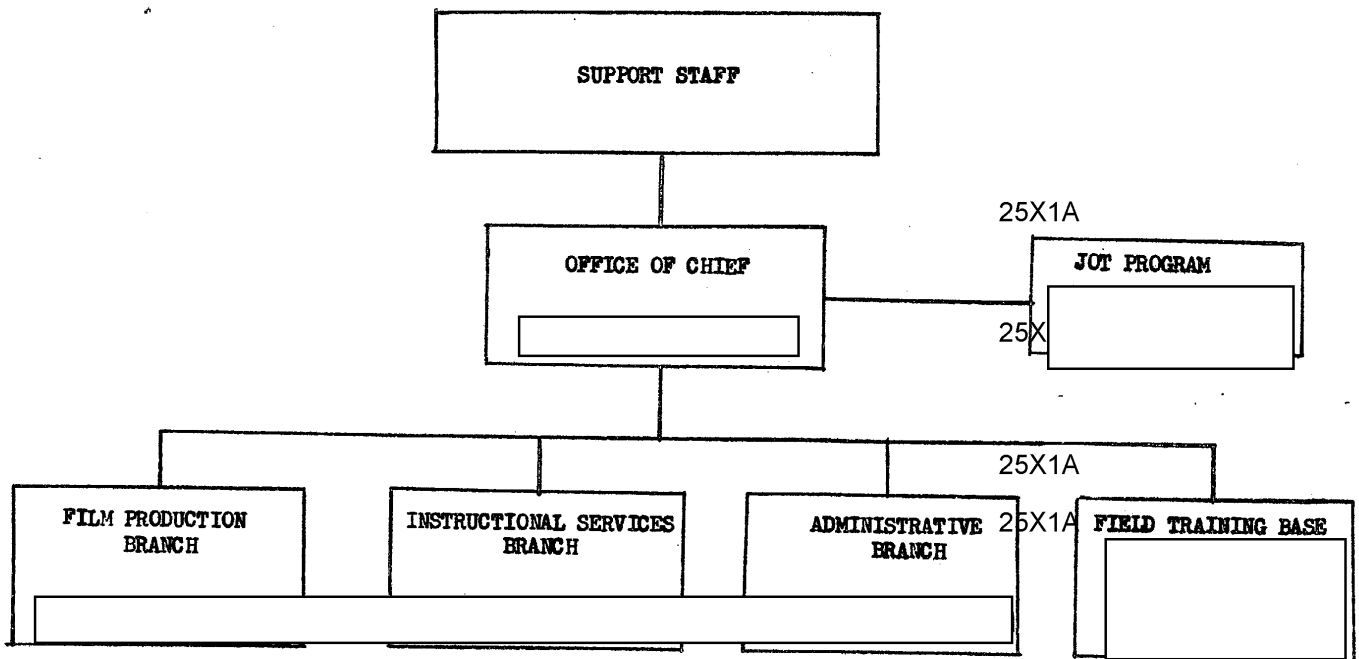 SUPPORT STAFF
OFFICE OF CHIEF
25X1A
JOT PROGRAM
25X
25X1A
FILM PRODUCTION
BRANCH
INSTRUCTIONAL SERVICES
BRANCH
ADMINISTRATIVE
BRANCH
25X1A
FIELD TRAINING BASE